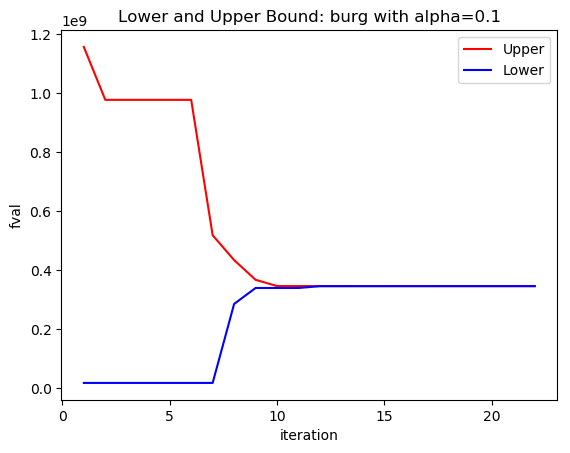 Lower and Upper Bound: burg with alpha=0.1
1e9
1.2
1.0
0.8
0.6
0.4
0.2
0.0
fval
Upper
Lower
0 5 10 15 20
iteration